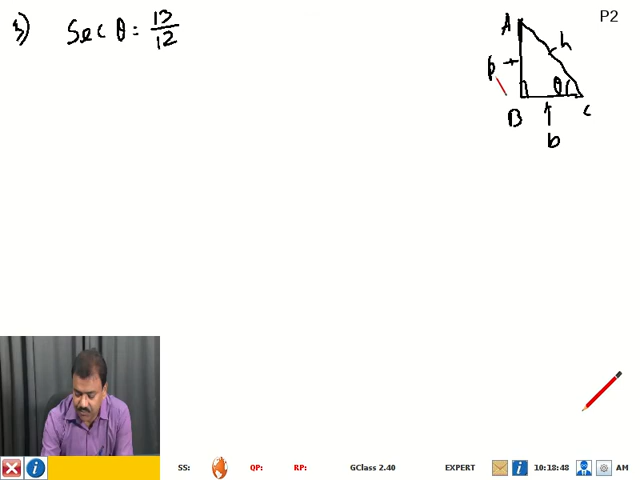 3) Sec θ = 13/12
P2
A
h
p
θ
B
C
b
SS:
QP:
RP:
GClass 2.40
EXPERT
10:18:48
AM